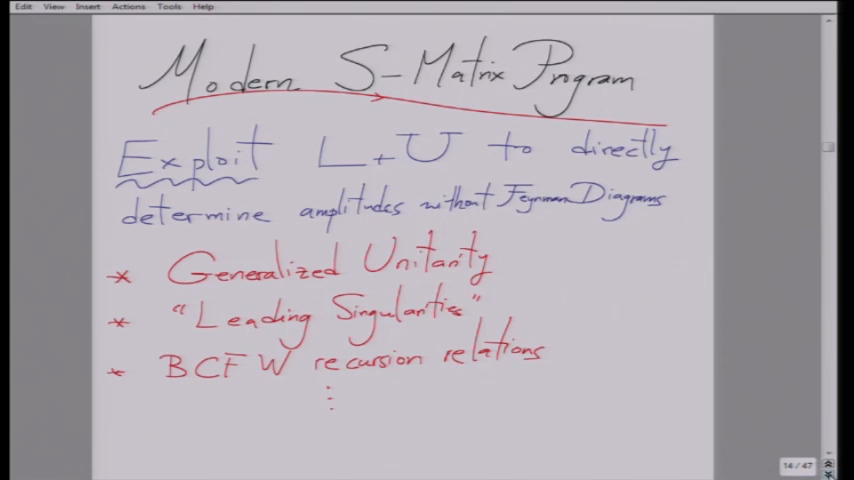 Edit View Insert Actions Tools Help
Modern S-Matrix Program
Exploit L+U to directly
determine amplitudes without Feynman Diagrams
* Generalized Unitarity
* "Leading Singularities"
* BCFW recursion relations
⋮
14 / 47